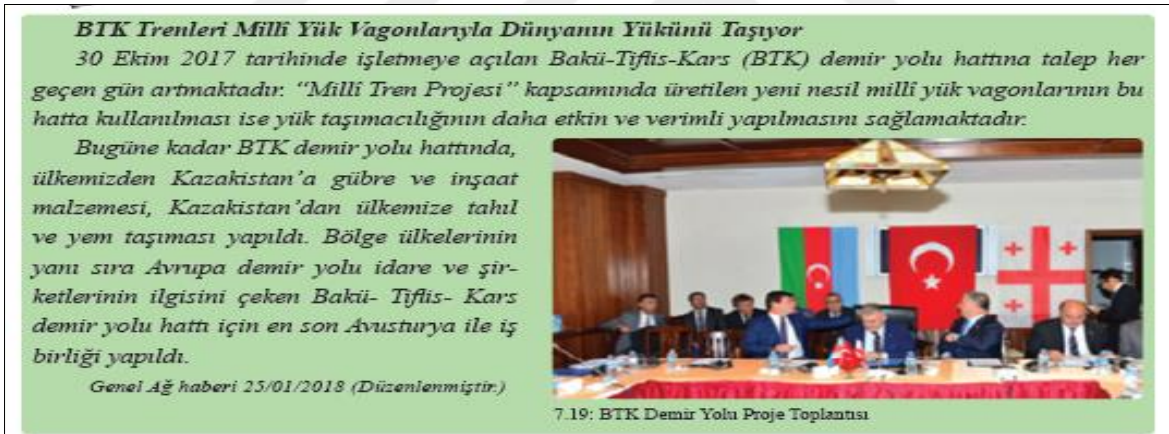 BTK Trenleri Millî Yük Vagonlarıyla Dünyanın Yükünü Taşıyor
30 Ekim 2017 tarihinde işletmeye açılan Bakü-Tiflis-Kars (BTK) demir yolu hattına talep her
geçen gün artmaktadır. “Millî Tren Projesi” kapsamında üretilen yeni nesil millî yük vagonlarının bu
hatta kullanılması ise yük taşımacılığının daha etkin ve verimli yapılmasını sağlamaktadır.
Bugüne kadar BTK demir yolu hattında,
ülkemizden Kazakistan’a gübre ve inşaat
malzemesi, Kazakistan’dan ülkemize tahıl
ve yem taşıması yapıldı. Bölge ülkelerinin
yanı sıra Avrupa demir yolu idare ve şir-
ketlerinin ilgisini çeken Bakü- Tiflis- Kars
demir yolu hattı için en son Avusturya ile iş
birliği yapıldı.
Genel Ağ haberi 25/01/2018 (Düzenlenmiştir.)
7.19: BTK Demir Yolu Proje Toplantısı